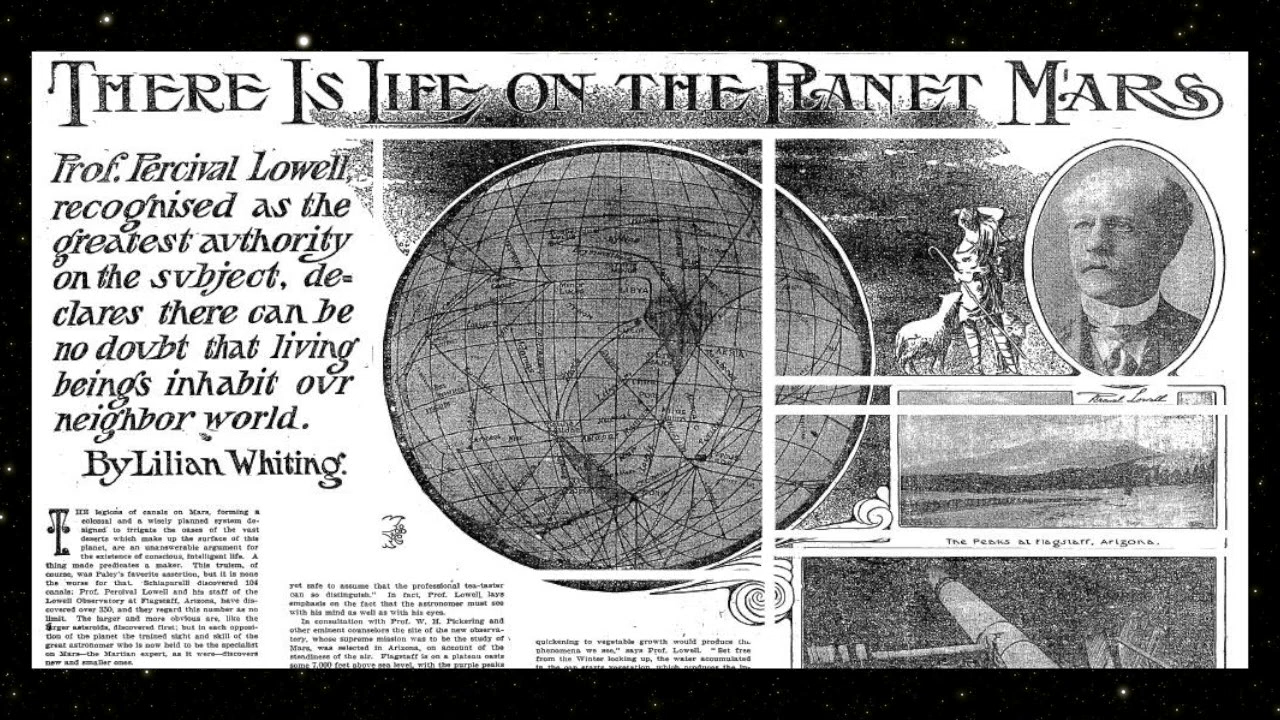 THERE IS LIFE ON THE PLANET MARS
Prof. Percival Lowell,
recognised as the
greatest avthority
on the svbject, de=
clares there can be
no dovbt that living
beings inhabit ovr
neighbor world.
By Lilian Whiting.
THE legions of canals on Mars, forming a
colossal and a wisely planned system de-
signed to irrigate the oases of the vast
deserts which make up the surface of this
planet, are an unanswerable argument for
the existence of conscious, intelligent life. A
thing made predicates a maker. This truism, of
course, was Paley's favorite assertion, but it is none
the worse for that. Schiaparelli discovered 104
canals; Prof. Percival Lowell and his staff of the
Lowell Observatory at Flagstaff, Arizona, have dis-
covered over 350, and they regard this number as no
limit. The larger and more obvious are, like the
larger asteroids, discovered first; but in each opposi-
tion of the planet the trained sight and skill of the
great astronomer who is now held to be the specialist
on Mars—the Martian expert, as it were—discovers
new and smaller ones.
yet safe to assume that the professional tea-taster
can so distinguish." In fact, Prof. Lowell lays
emphasis on the fact that the astronomer must see
with his mind as well as with his eyes.
In consultation with Prof. W. H. Pickering and
other eminent counselors the site of the new observa-
tory, whose supreme mission was to be the study of
Mars, was selected in Arizona, on account of the
steadiness of the air. Flagstaff is on a plateau oasis
some 7,000 feet above sea level, with the purple peaks
quickening to vegetable growth would produce the
phenomena we see," says Prof. Lowell. "Set free
from the Winter locking up, the water accumulated
LIBYA
Percival Lowell
The Peaks at Flagstaff, Arizona.